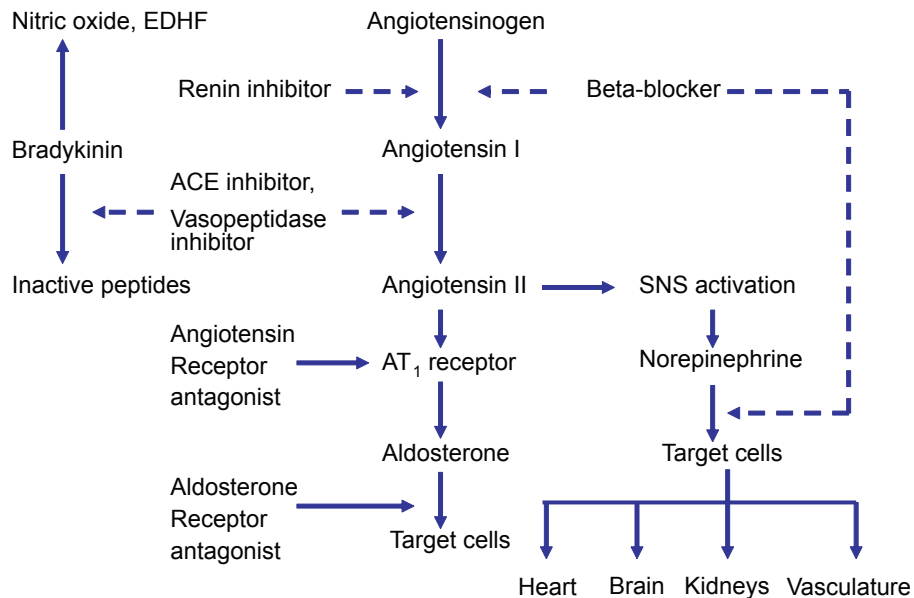 Nitric oxide, EDHF
Angiotensinogen
Renin inhibitor
Beta-blocker
Bradykinin
Angiotensin I
ACE inhibitor,
Vasopeptidase
inhibitor
Inactive peptides
Angiotensin II
SNS activation
Angiotensin
Receptor
antagonist
AT₁ receptor
Norepinephrine
Aldosterone
Target cells
Aldosterone
Receptor
antagonist
Target cells
Heart
Brain
Kidneys
Vasculature